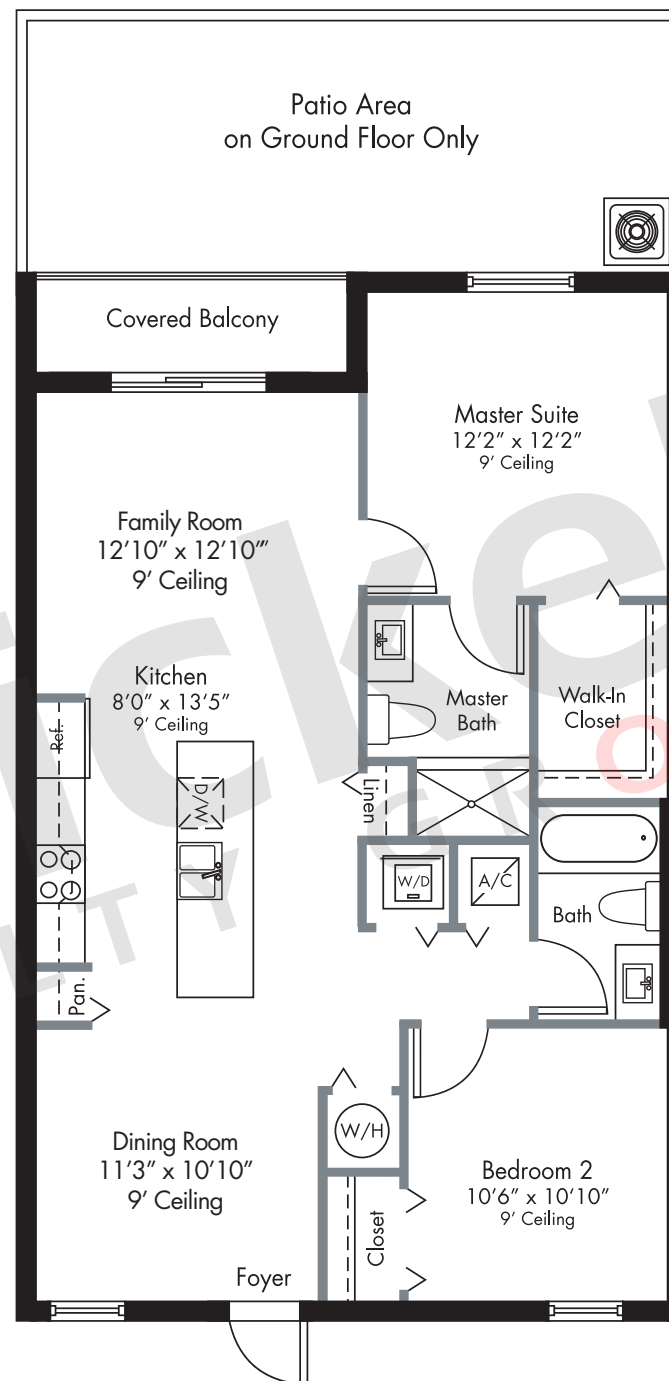 Patio Area
on Ground Floor Only
Covered Balcony
Master Suite
12'2" x 12'2"
9' Ceiling
Family Room
12'10" x 12'10"'
9' Ceiling
Kitchen
8'0" x 13'5"
9' Ceiling
Ref.
Master
Bath
Walk-In
Closet
D/W
Linen
W/D
A/C
Bath
Pan.
W/H
Dining Room
11'3" x 10'10"
9' Ceiling
Bedroom 2
10'6" x 10'10"
9' Ceiling
Closet
Foyer
icke
LTY GRO